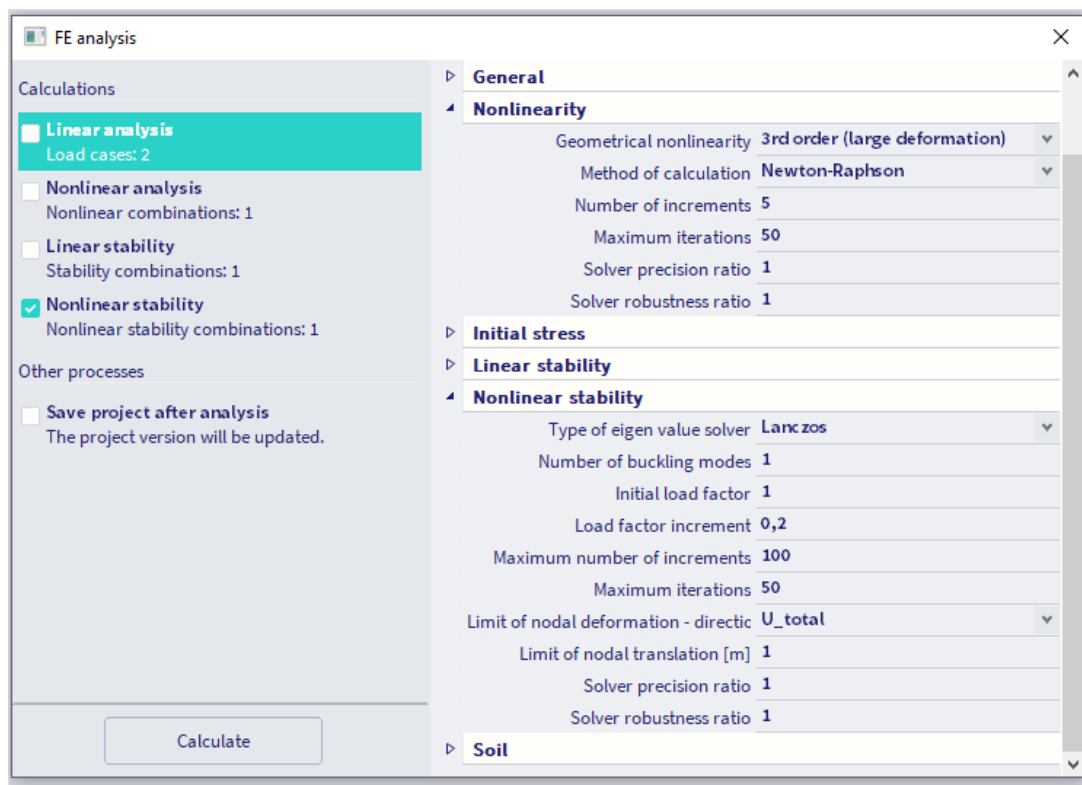 FE analysis
Calculations
Linear analysis
Load cases: 2
Nonlinear analysis
Nonlinear combinations: 1
Linear stability
Stability combinations: 1
Nonlinear stability
Nonlinear stability combinations: 1
Other processes
Save project after analysis
The project version will be updated.
Calculate
General
Nonlinearity
Geometrical nonlinearity 3rd order (large deformation)
Method of calculation Newton-Raphson
Number of increments 5
Maximum iterations 50
Solver precision ratio 1
Solver robustness ratio 1
Initial stress
Linear stability
Nonlinear stability
Type of eigen value solver Lanczos
Number of buckling modes 1
Initial load factor 1
Load factor increment 0,2
Maximum number of increments 100
Maximum iterations 50
Limit of nodal deformation - directic U_total
Limit of nodal translation [m] 1
Solver precision ratio 1
Solver robustness ratio 1
Soil